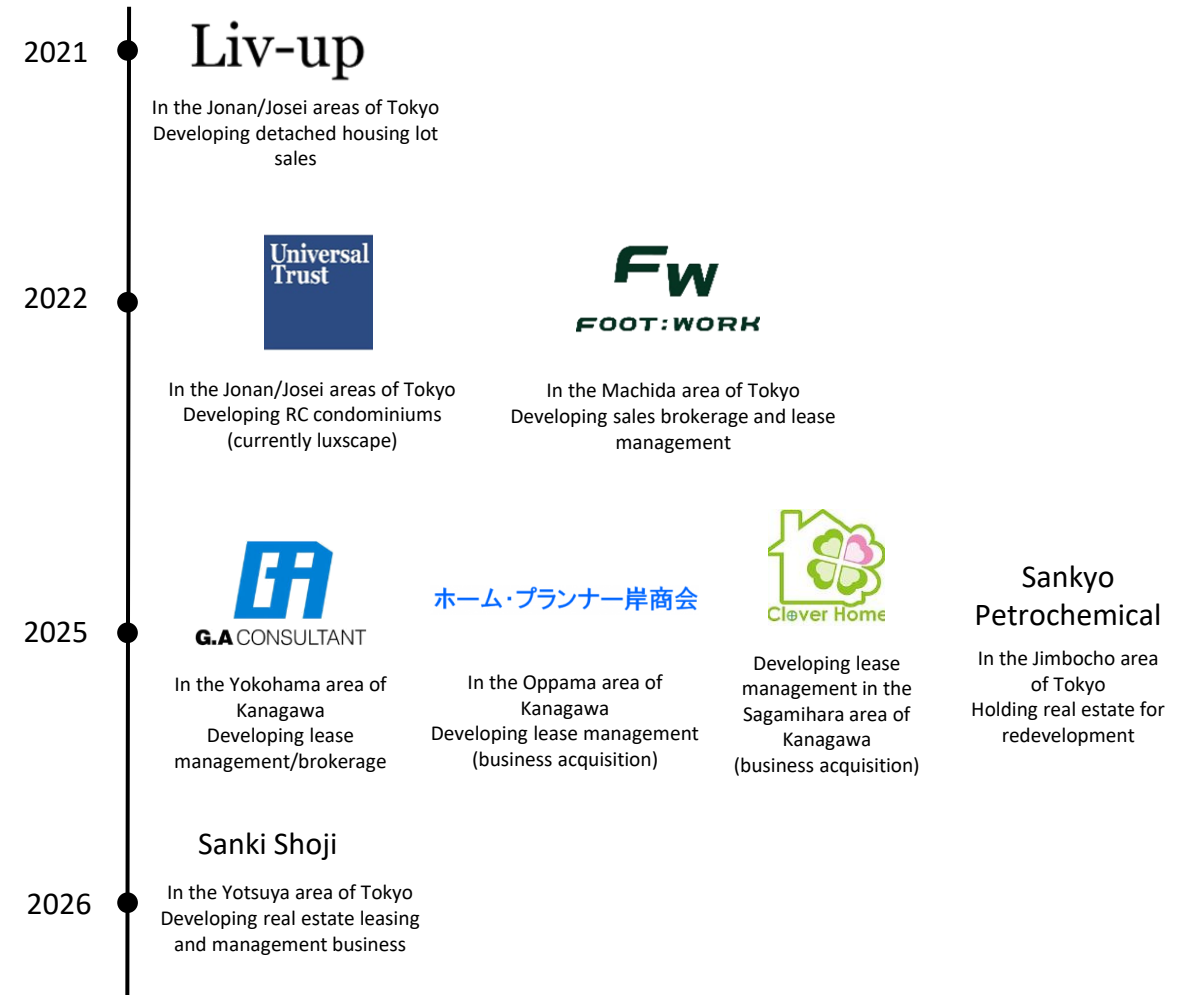 2021
Liv-up
In the Jonan/Josei areas of Tokyo
Developing detached housing lot
sales
2022
Universal
Trust
In the Jonan/Josei areas of Tokyo
Developing RC condominiums
(currently luxscape)
FW
FOOT:WORK
In the Machida area of Tokyo
Developing sales brokerage and lease
management
2025
G.A CONSULTANT
In the Yokohama area of
Kanagawa
Developing lease
management/brokerage
ホーム・プランナー岸商会
In the Oppama area of
Kanagawa
Developing lease management
(business acquisition)
Clover Home
Developing lease
management in the
Sagamihara area of
Kanagawa
(business acquisition)
Sankyo
Petrochemical
In the Jimbocho area
of Tokyo
Holding real estate for
redevelopment
2026
Sanki Shoji
In the Yotsuya area of Tokyo
Developing real estate leasing
and management business